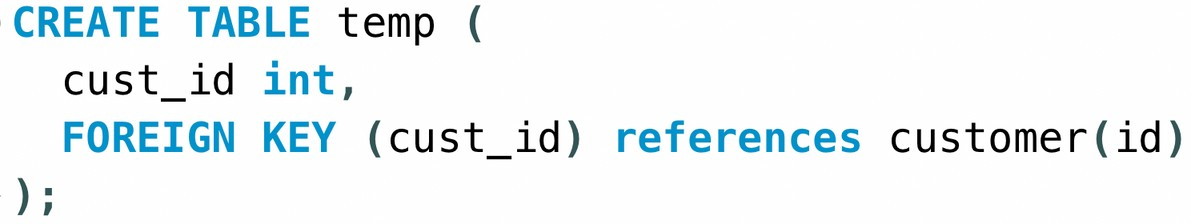 CREATE TABLE temp (
cust_id int,
FOREIGN KEY (cust_id) references customer(id)
);